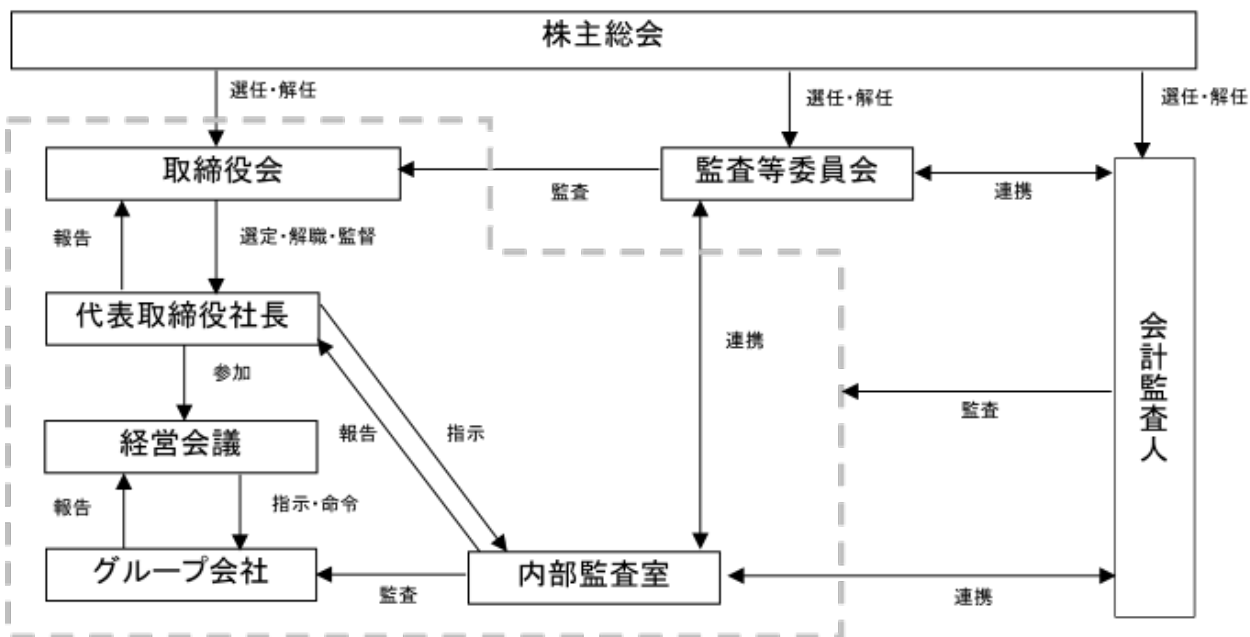 株主総会
選任・解任
選任・解任
選任・解任
取締役会
監査等委員会
監査
連携
報告
選定・解職・監督
代表取締役社長
会計監査人
連携
参加
監査
経営会議
報告
指示
報告
指示・命令
グループ会社
内部監査室
監査
連携